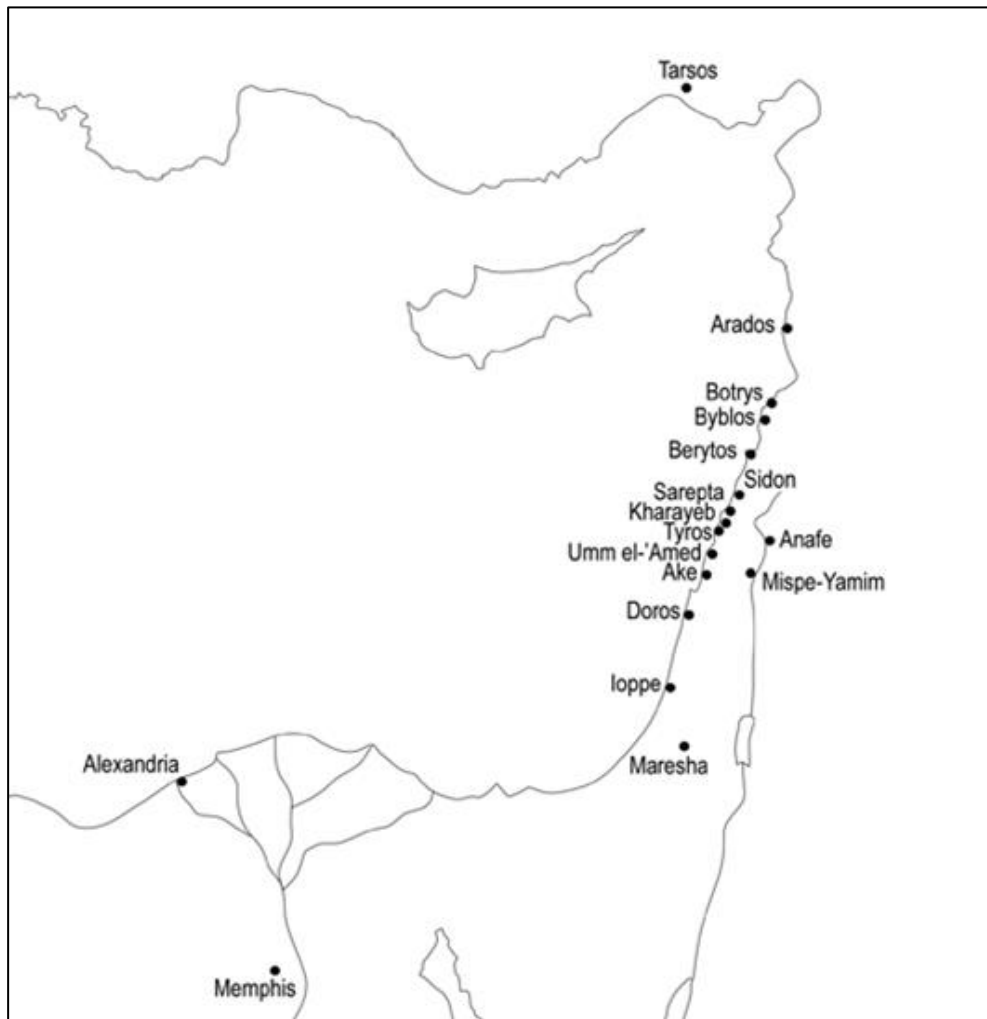 Tarsos
Arados
Botrys
Byblos
Berytos
Sidon
Sarepta
Kharayeb
Tyros
Anafe
Umm el-'Amed
Ake
Mispe-Yamim
Doros
Ioppe
Maresha
Alexandria
Memphis